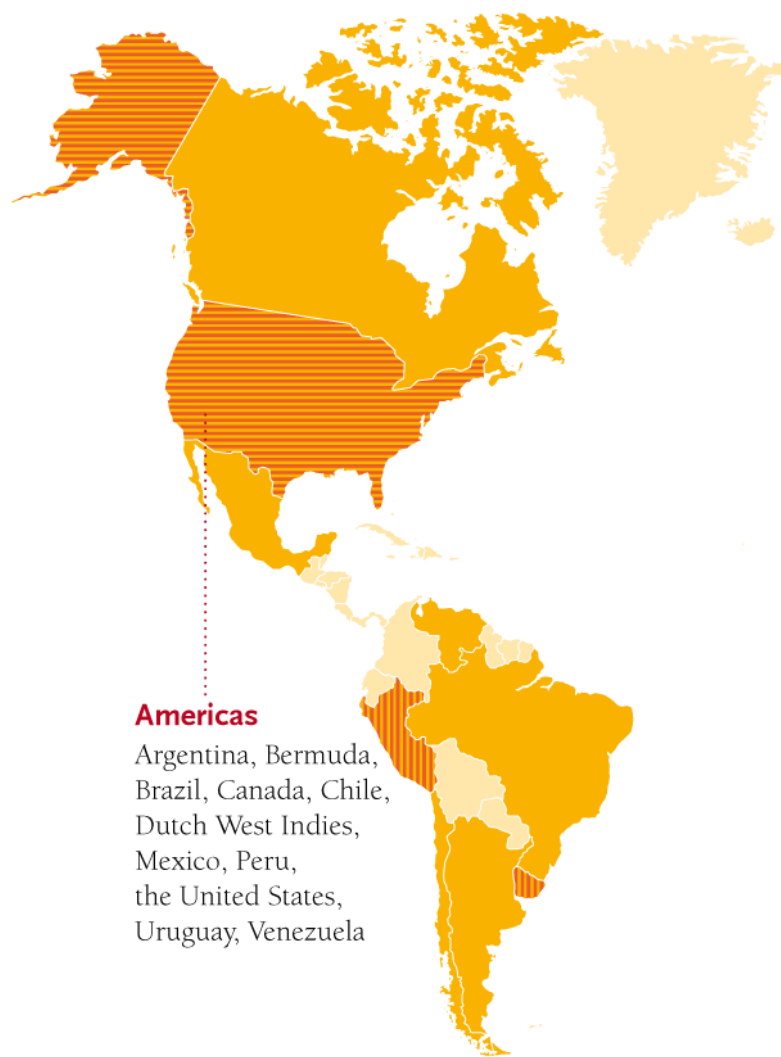 Americas
Argentina, Bermuda,
Brazil, Canada, Chile,
Dutch West Indies,
Mexico, Peru,
the United States,
Uruguay, Venezuela